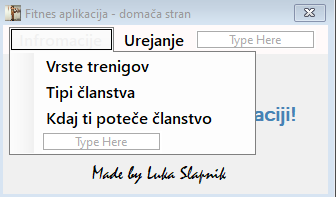 Fitnes aplikacija - domača stran
Infromacije Urejanje Type Here
Vrste trenigov
Tipi članstva
Kdaj ti poteče članstvo
Type Here
aciji!
Made by Luka Slapnik